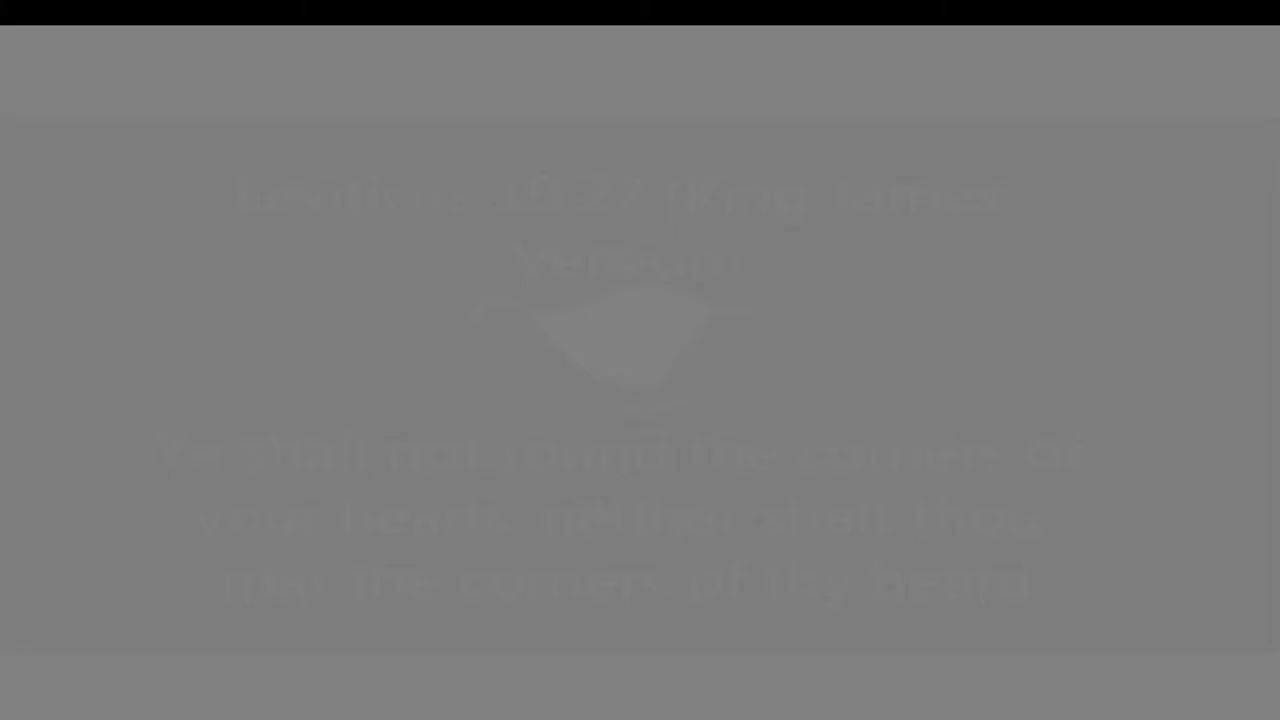 Leviticus 19:27 (King James
Version)
Ye shall not round the corners of
your heads, neither shalt thou
mar the corners of thy beard